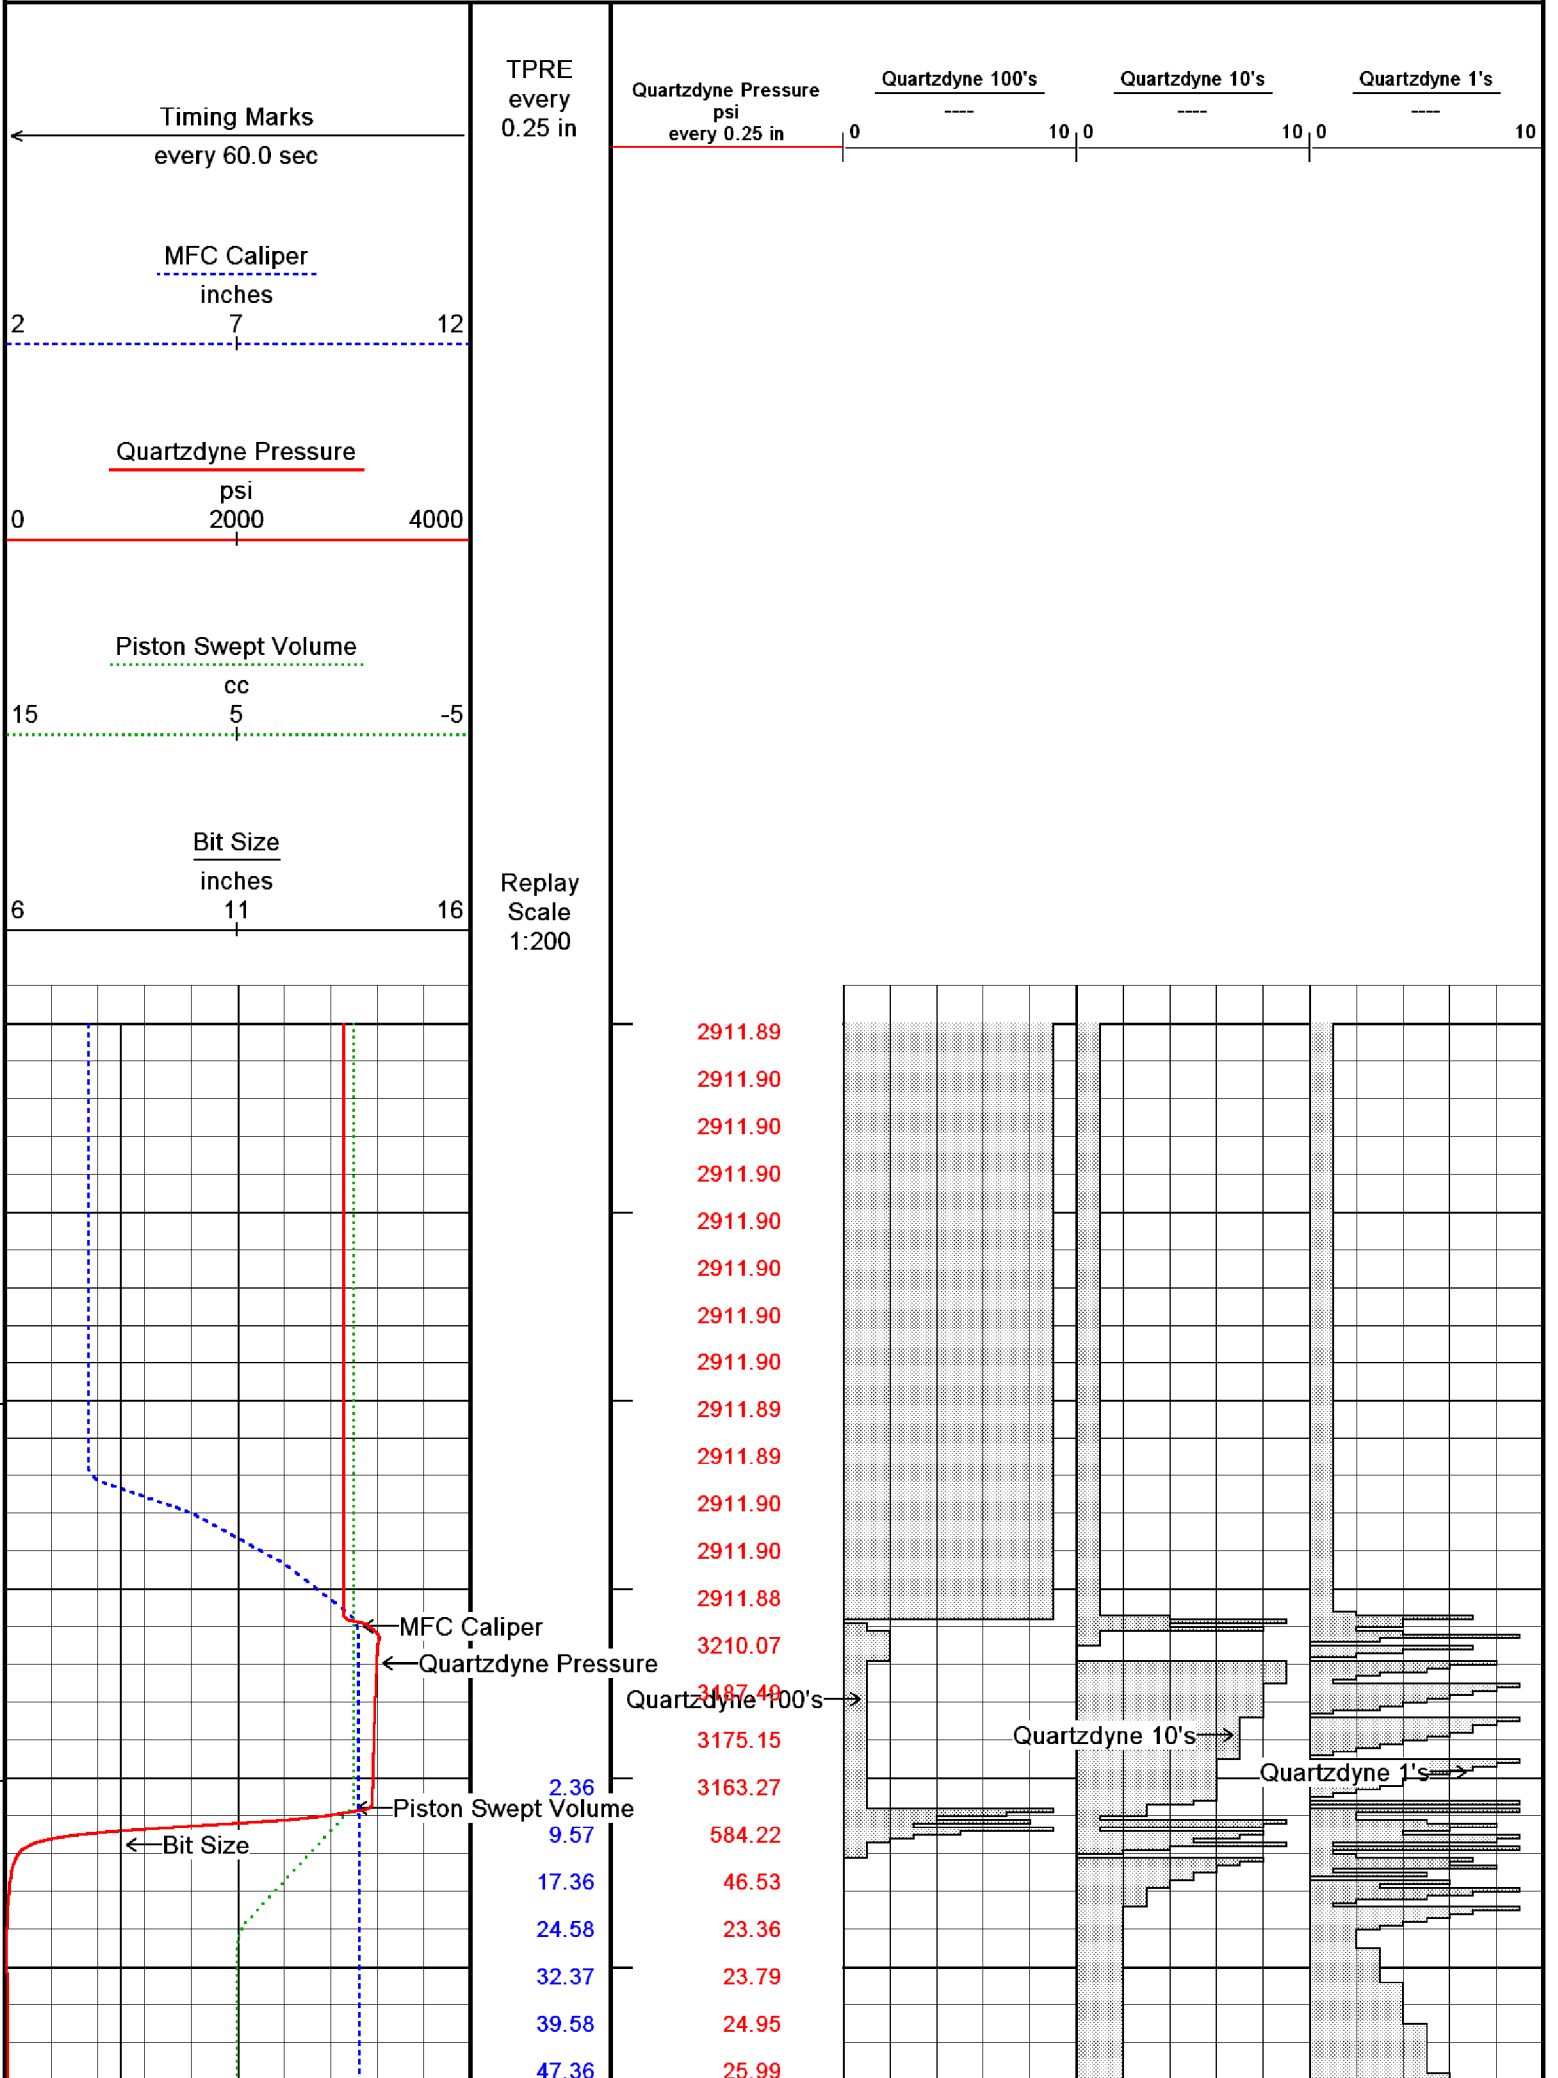 Timing Marks
every 60.0 sec
MFC Caliper
inches
2 7 12
Quartzdyne Pressure
psi
0 2000 4000
Piston Swept Volume
cc
15 5 -5
Bit Size
inches
6 11 16
TPRE
every
0.25 in
Replay
Scale
1:200
Quartzdyne Pressure
psi
every 0.25 in
Quartzdyne 100's
----
0 10
Quartzdyne 10's
----
0 10
Quartzdyne 1's
----
0 10
2911.89
2911.90
2911.90
2911.90
2911.90
2911.90
2911.90
2911.90
2911.89
2911.89
2911.90
2911.90
2911.88
MFC Caliper
3210.07
Quartzdyne Pressure
3187.49
Quartzdyne 100's
Quartzdyne 10's
3175.15
Quartzdyne 1's
2.36 3163.27
Piston Swept Volume
9.57 584.22
Bit Size
17.36 46.53
24.58 23.36
32.37 23.79
39.58 24.95
47.36 25.99